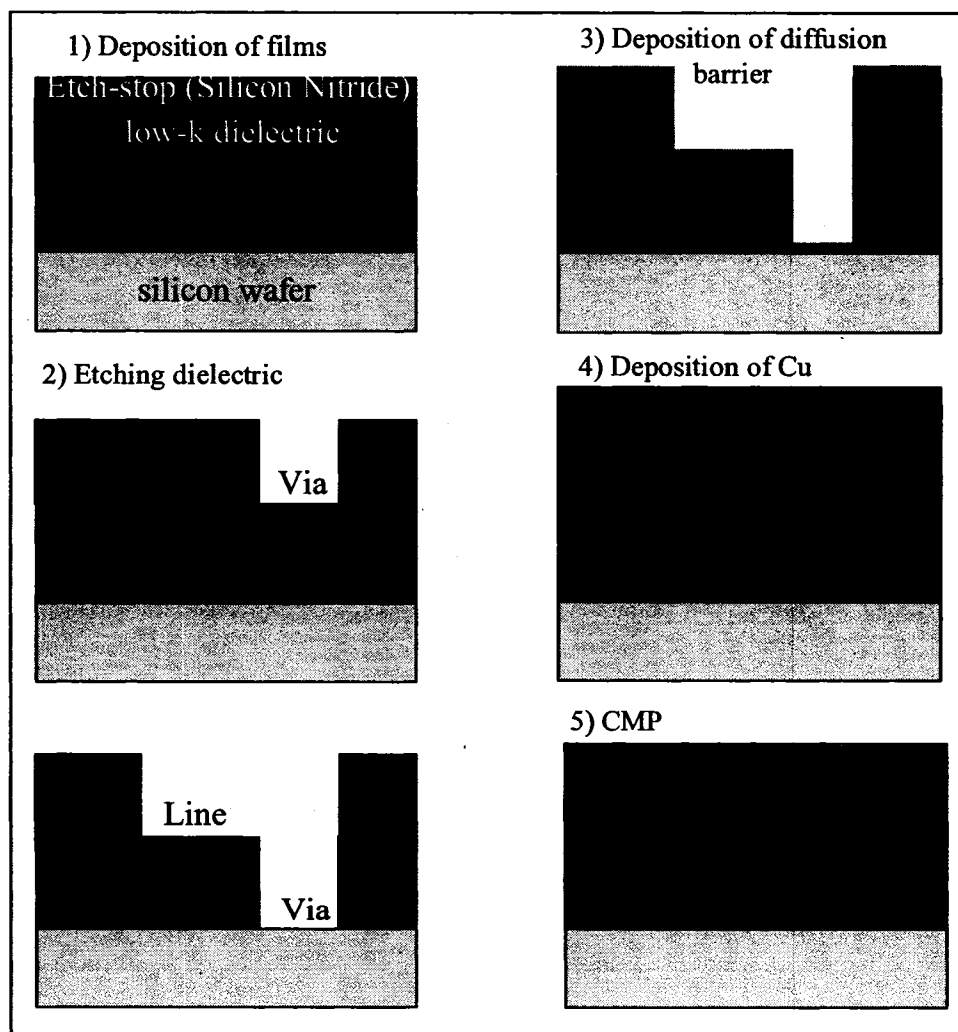 1) Deposition of films
Etch-stop (Silicon Nitride)
low-k dielectric
silicon wafer
2) Etching dielectric
Via
Line
Via
3) Deposition of diffusion
barrier
4) Deposition of Cu
5) CMP